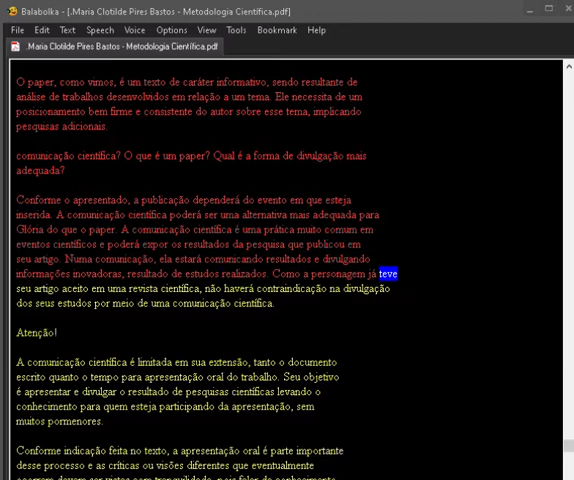 Balabolka - [.Maria Clotilde Pires Bastos - Metodologia Científica.pdf]
File Edit Text Speech Voice Options View Tools Bookmark Help
.Maria Clotilde Pires Bastos - Metodologia Científica.pdf
O paper, como vimos, é um texto de caráter informativo, sendo resultante de
análise de trabalhos desenvolvidos em relação a um tema. Ele necessita de um
posicionamento bem firme e consistente do autor sobre esse tema, implicando
pesquisas adicionais.
comunicação científica? O que é um paper? Qual é a forma de divulgação mais
adequada?
Conforme o apresentado, a publicação dependerá do evento em que esteja
inserida. A comunicação científica poderá ser uma alternativa mais adequada para
Glória do que o paper. A comunicação científica é uma prática muito comum em
eventos científicos e poderá expor os resultados da pesquisa que publicou em
seu artigo. Numa comunicação, ela estará comunicando resultados e divulgando
informações inovadoras, resultado de estudos realizados. Como a personagem já teve
seu artigo aceito em uma revista científica, não haverá contraindicação na divulgação
dos seus estudos por meio de uma comunicação científica.
Atenção!
A comunicação científica é limitada em sua extensão, tanto o documento
escrito quanto o tempo para apresentação oral do trabalho. Seu objetivo
é apresentar e divulgar o resultado de pesquisas científicas levando o
conhecimento para quem esteja participando da apresentação, sem
muitos pormenores.
Conforme indicação feita no texto, a apresentação oral é parte importante
desse processo e as críticas ou visões diferentes que eventualmente